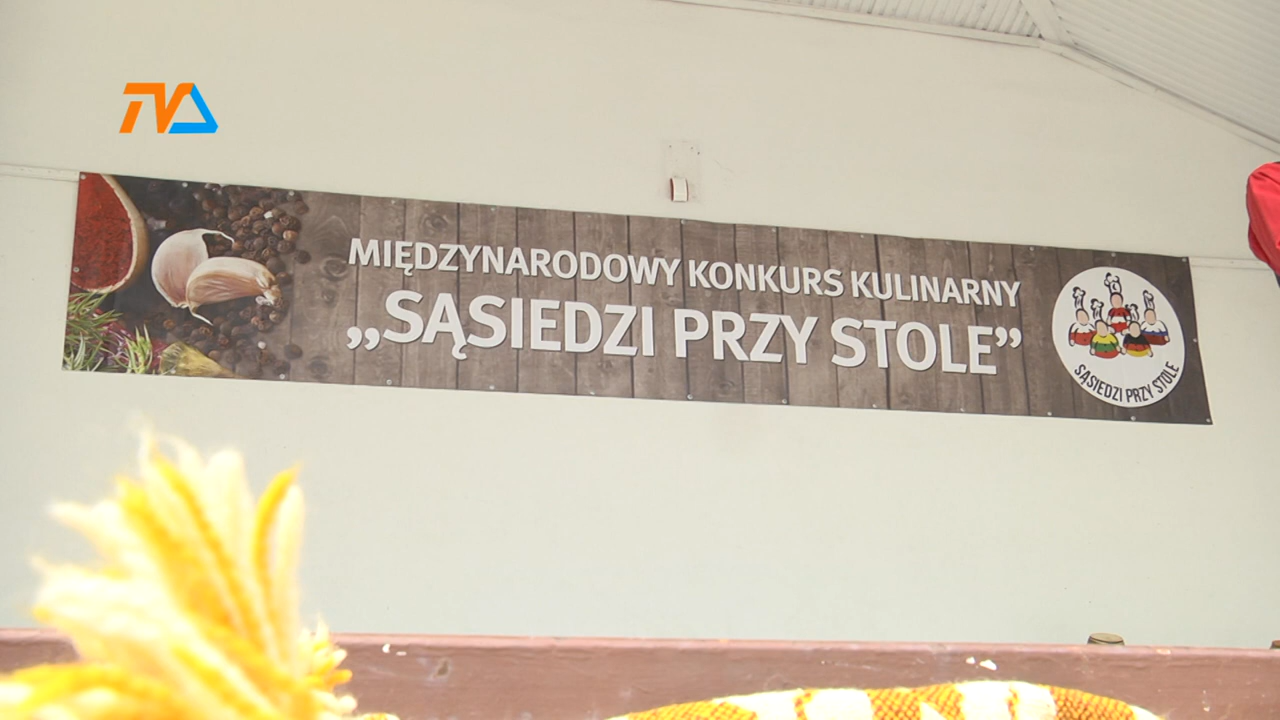 TVA
MIĘDZYNARODOWY KONKURS KULINARNY
„SĄSIEDZI PRZY STOLE”
SĄSIEDZI PRZY STOLE